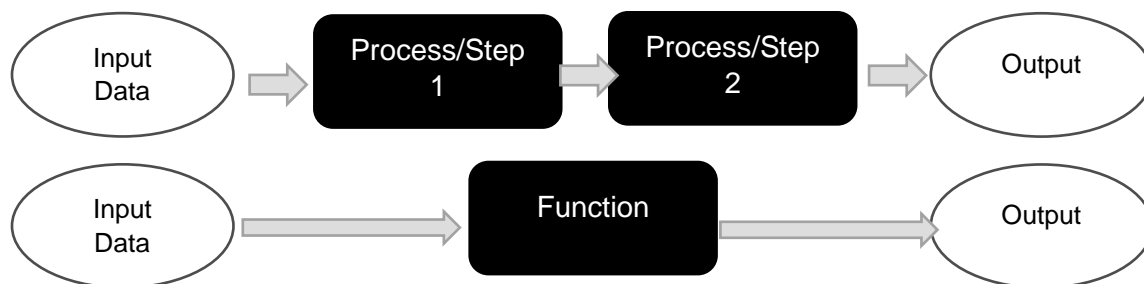 Input
Data
Process/Step
1
Process/Step
2
Output
Input
Data
Function
Output